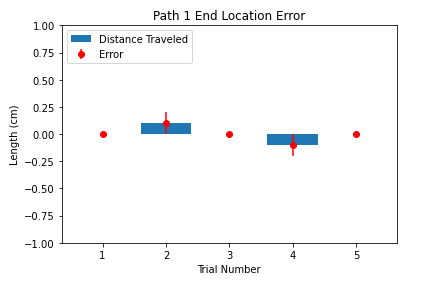 Path 1 End Location Error
Distance Traveled
Error
1.00
0.75
0.50
0.25
0.00
−0.25
−0.50
−0.75
−1.00
Length (cm)
1 2 3 4 5
Trial Number